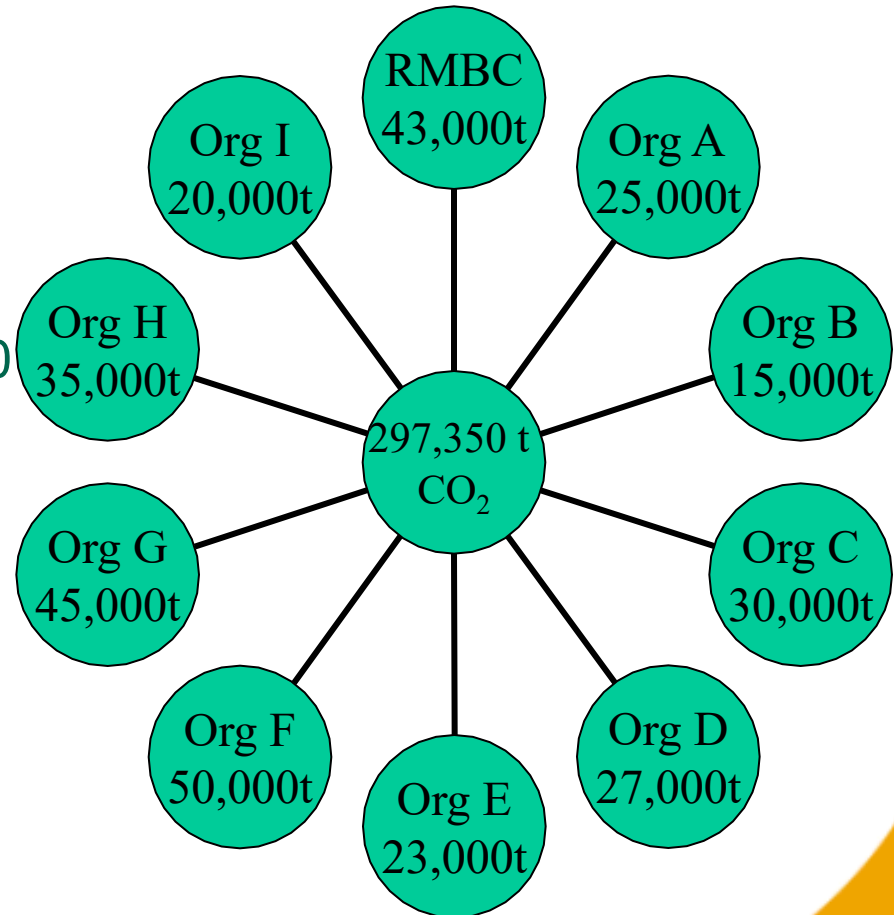 RMBC
43,000t
Org A
25,000t
Org B
15,000t
Org C
30,000t
Org D
27,000t
Org E
23,000t
Org F
50,000t
Org G
45,000t
Org H
35,000t
Org I
20,000t
297,350 t
CO₂
0